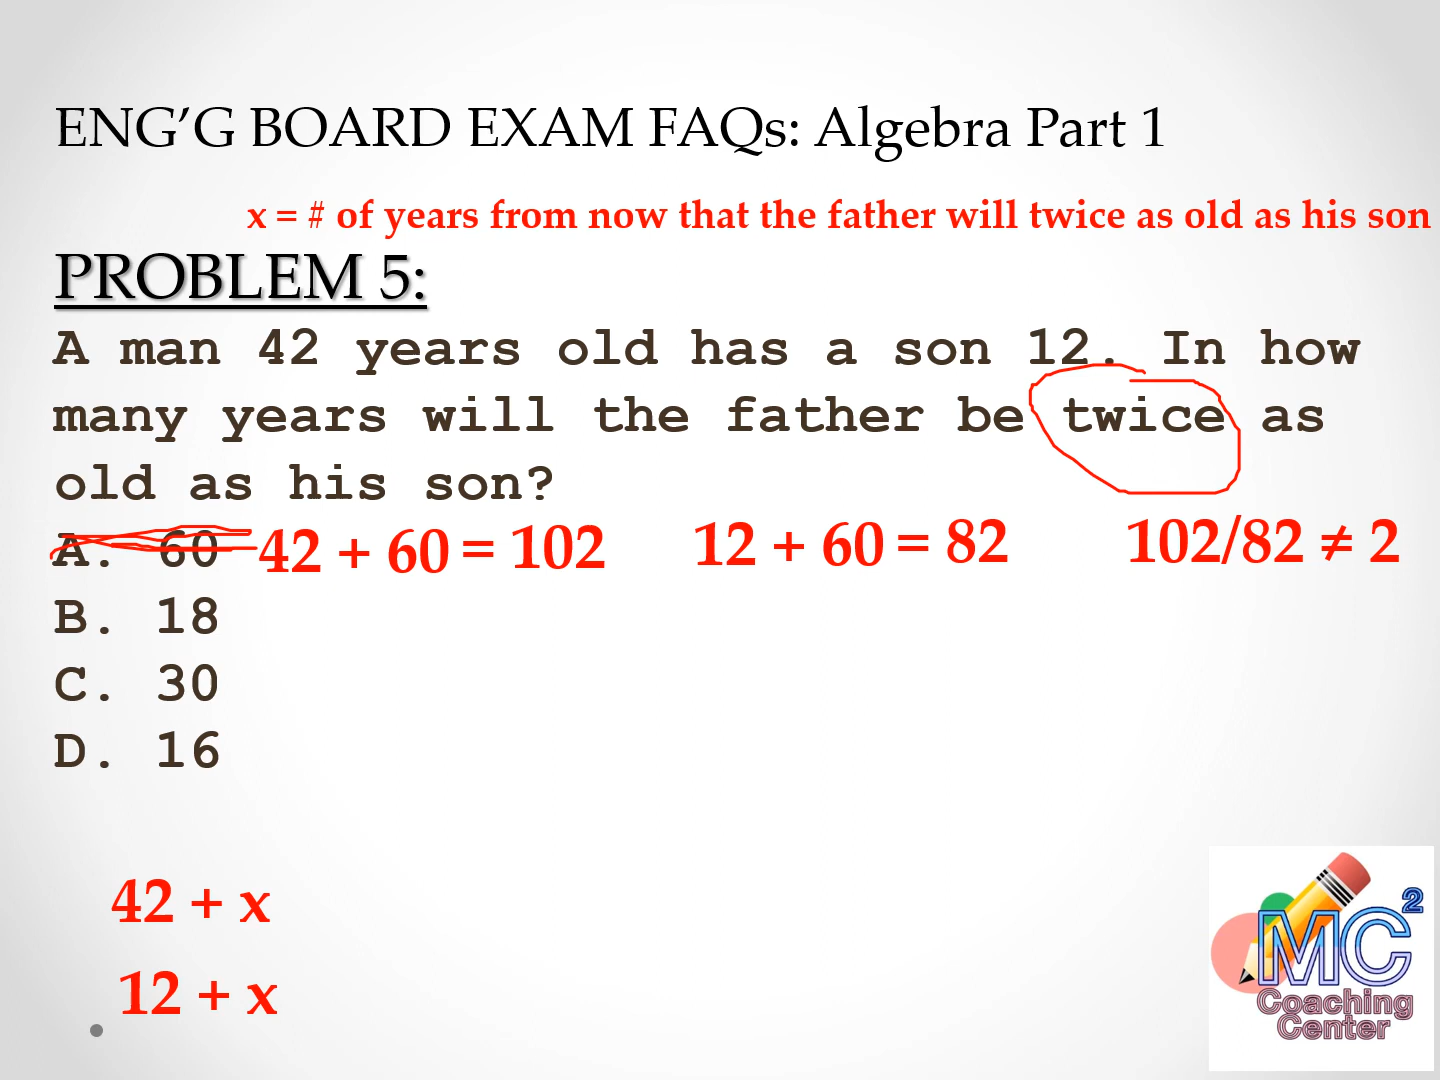 ENG’G BOARD EXAM FAQs: Algebra Part 1
x = # of years from now that the father will twice as old as his son
PROBLEM 5:
A man 42 years old has a son 12. In how
many years will the father be twice as
old as his son?
A. 60 42 + 60 = 102 12 + 60 = 82 102/82 ≠ 2
B. 18
C. 30
D. 16
42 + x
12 + x
MC²
Coaching
Center